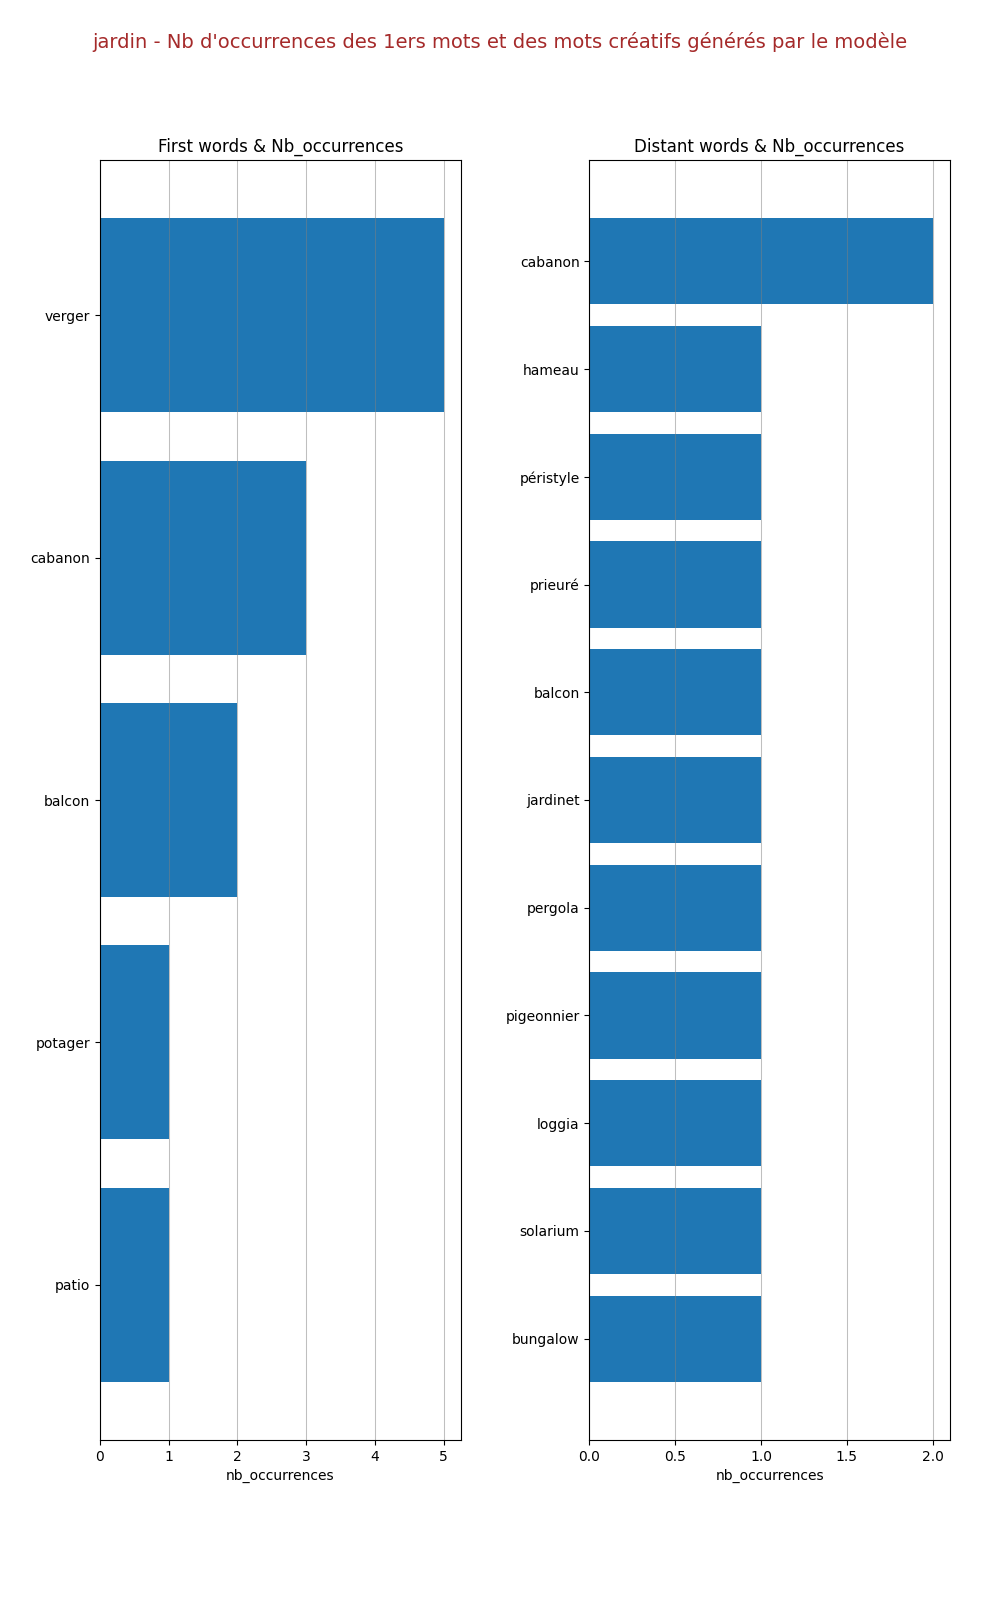 jardin - Nb d'occurrences des 1ers mots et des mots créatifs générés par le modèle
First words & Nb_occurrences
verger
cabanon
balcon
potager
patio
0 1 2 3 4 5
nb_occurrences
Distant words & Nb_occurrences
cabanon
hameau
péristyle
prieuré
balcon
jardinet
pergola
pigeonnier
loggia
solarium
bungalow
0.0 0.5 1.0 1.5 2.0
nb_occurrences